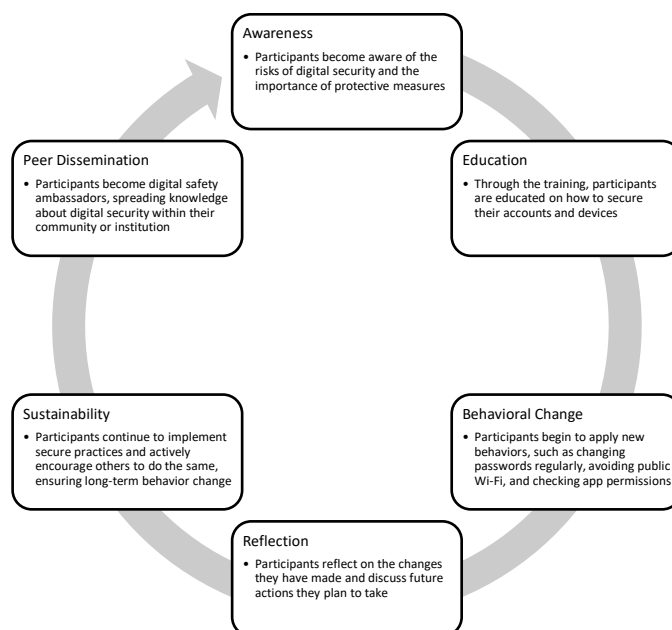 Awareness
• Participants become aware of the
risks of digital security and the
importance of protective measures
Education
• Through the training, participants
are educated on how to secure
their accounts and devices
Behavioral Change
• Participants begin to apply new
behaviors, such as changing
passwords regularly, avoiding public
Wi-Fi, and checking app permissions
Reflection
• Participants reflect on the changes
they have made and discuss future
actions they plan to take
Sustainability
• Participants continue to implement
secure practices and actively
encourage others to do the same,
ensuring long-term behavior change
Peer Dissemination
• Participants become digital safety
ambassadors, spreading knowledge
about digital security within their
community or institution